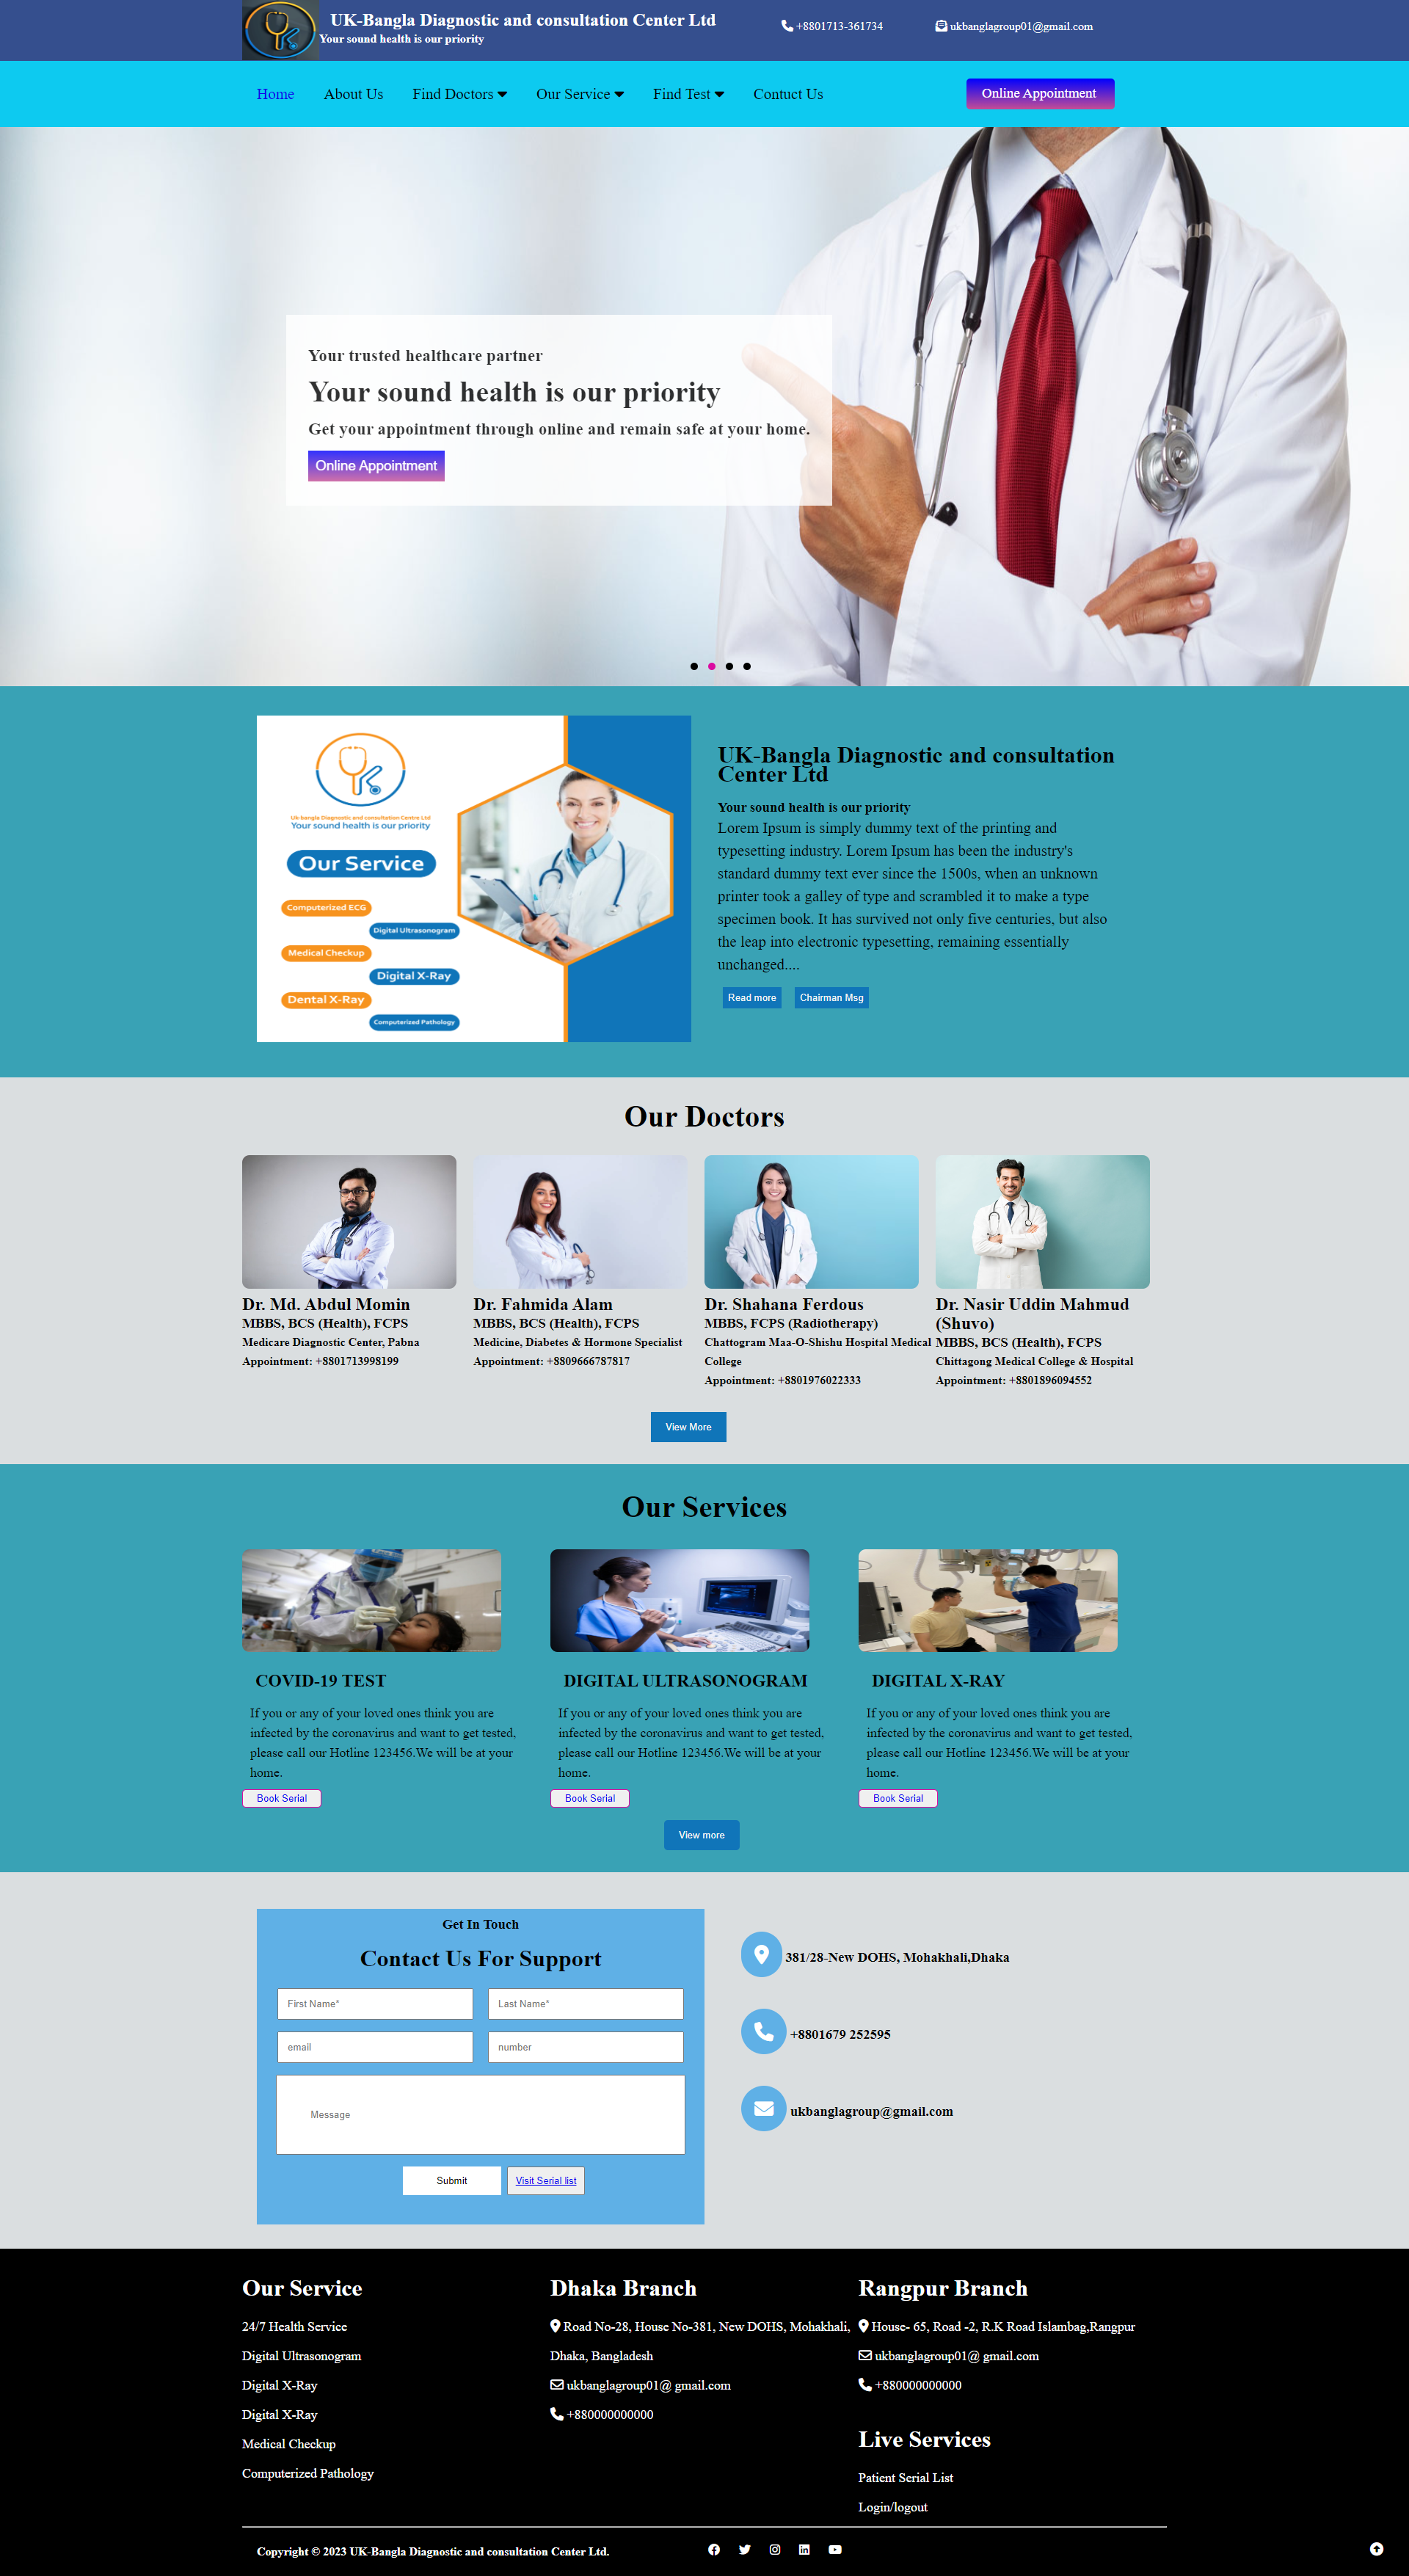 UK-Bangla Diagnostic and consultation Center Ltd
Your sound health is our priority
+8801713-361734
ukbanglagroup01@gmail.com
Home About Us Find Doctors Our Service Find Test Contuct Us
Online Appointment
Your trusted healthcare partner
Your sound health is our priority
Get your appointment through online and remain safe at your home.
Online Appointment
Uk-bangla Diagnostic and consultation Centre Ltd
Your sound health is our priority
Our Service
Computerized ECG
Digital Ultrasonogram
Medical Checkup
Digital X-Ray
Dental X-Ray
Computerized Pathology
UK-Bangla Diagnostic and consultation
Center Ltd
Your sound health is our priority
Lorem Ipsum is simply dummy text of the printing and
typesetting industry. Lorem Ipsum has been the industry's
standard dummy text ever since the 1500s, when an unknown
printer took a galley of type and scrambled it to make a type
specimen book. It has survived not only five centuries, but also
the leap into electronic typesetting, remaining essentially
unchanged....
Read more Chairman Msg
Our Doctors
Dr. Md. Abdul Momin
MBBS, BCS (Health), FCPS
Medicare Diagnostic Center, Pabna
Appointment: +8801713998199
Dr. Fahmida Alam
MBBS, BCS (Health), FCPS
Medicine, Diabetes & Hormone Specialist
Appointment: +8809666787817
Dr. Shahana Ferdous
MBBS, FCPS (Radiotherapy)
Chattogram Maa-O-Shishu Hospital Medical
College
Appointment: +8801976022333
Dr. Nasir Uddin Mahmud
(Shuvo)
MBBS, BCS (Health), FCPS
Chittagong Medical College & Hospital
Appointment: +8801896094552
View More
Our Services
COVID-19 TEST
If you or any of your loved ones think you are
infected by the coronavirus and want to get tested,
please call our Hotline 123456.We will be at your
home.
Book Serial
DIGITAL ULTRASONOGRAM
If you or any of your loved ones think you are
infected by the coronavirus and want to get tested,
please call our Hotline 123456.We will be at your
home.
Book Serial
DIGITAL X-RAY
If you or any of your loved ones think you are
infected by the coronavirus and want to get tested,
please call our Hotline 123456.We will be at your
home.
Book Serial
View more
Get In Touch
Contact Us For Support
First Name* Last Name*
email number
Message
Submit Visit Serial list
381/28-New DOHS, Mohakhali,Dhaka
+8801679 252595
ukbanglagroup@gmail.com
Our Service
24/7 Health Service
Digital Ultrasonogram
Digital X-Ray
Digital X-Ray
Medical Checkup
Computerized Pathology
Dhaka Branch
Road No-28, House No-381, New DOHS, Mohakhali,
Dhaka, Bangladesh
ukbanglagroup01@ gmail.com
+880000000000
Rangpur Branch
House- 65, Road -2, R.K Road Islambag,Rangpur
ukbanglagroup01@ gmail.com
+880000000000
Live Services
Patient Serial List
Login/logout
Copyright © 2023 UK-Bangla Diagnostic and consultation Center Ltd.